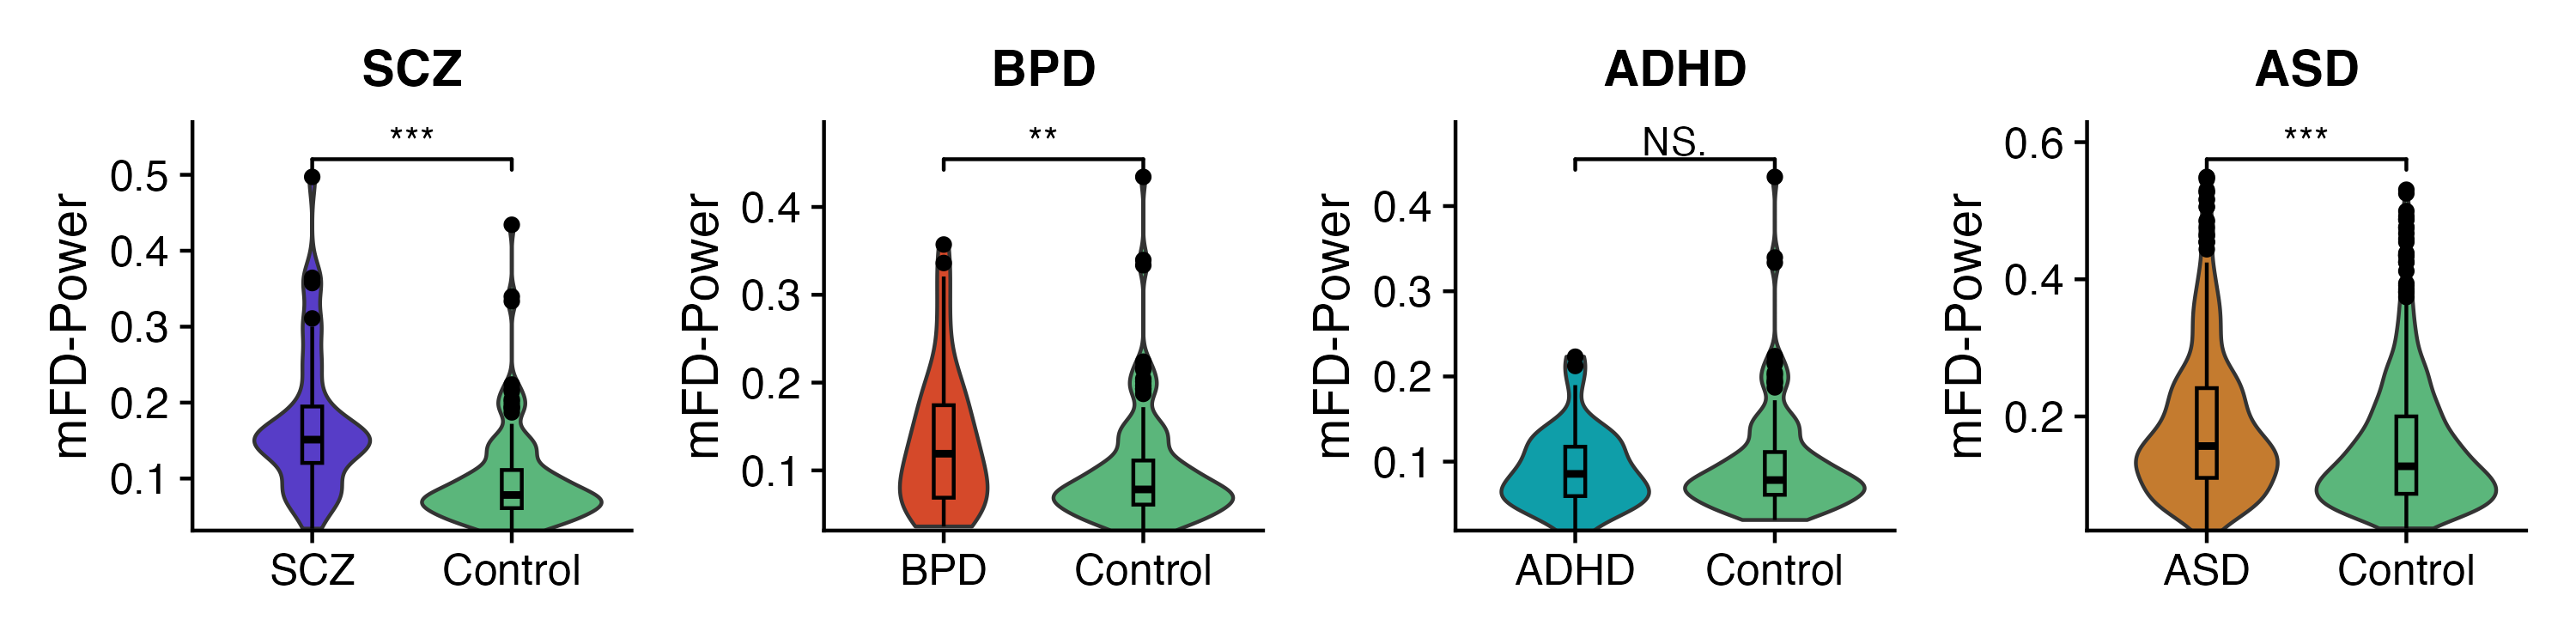 SCZ
***
mFD-Power
0.5
0.4
0.3
0.2
0.1
SCZ
Control
BPD
**
mFD-Power
0.4
0.3
0.2
0.1
BPD
Control
ADHD
NS.
mFD-Power
0.4
0.3
0.2
0.1
ADHD
Control
ASD
***
mFD-Power
0.6
0.4
0.2
ASD
Control